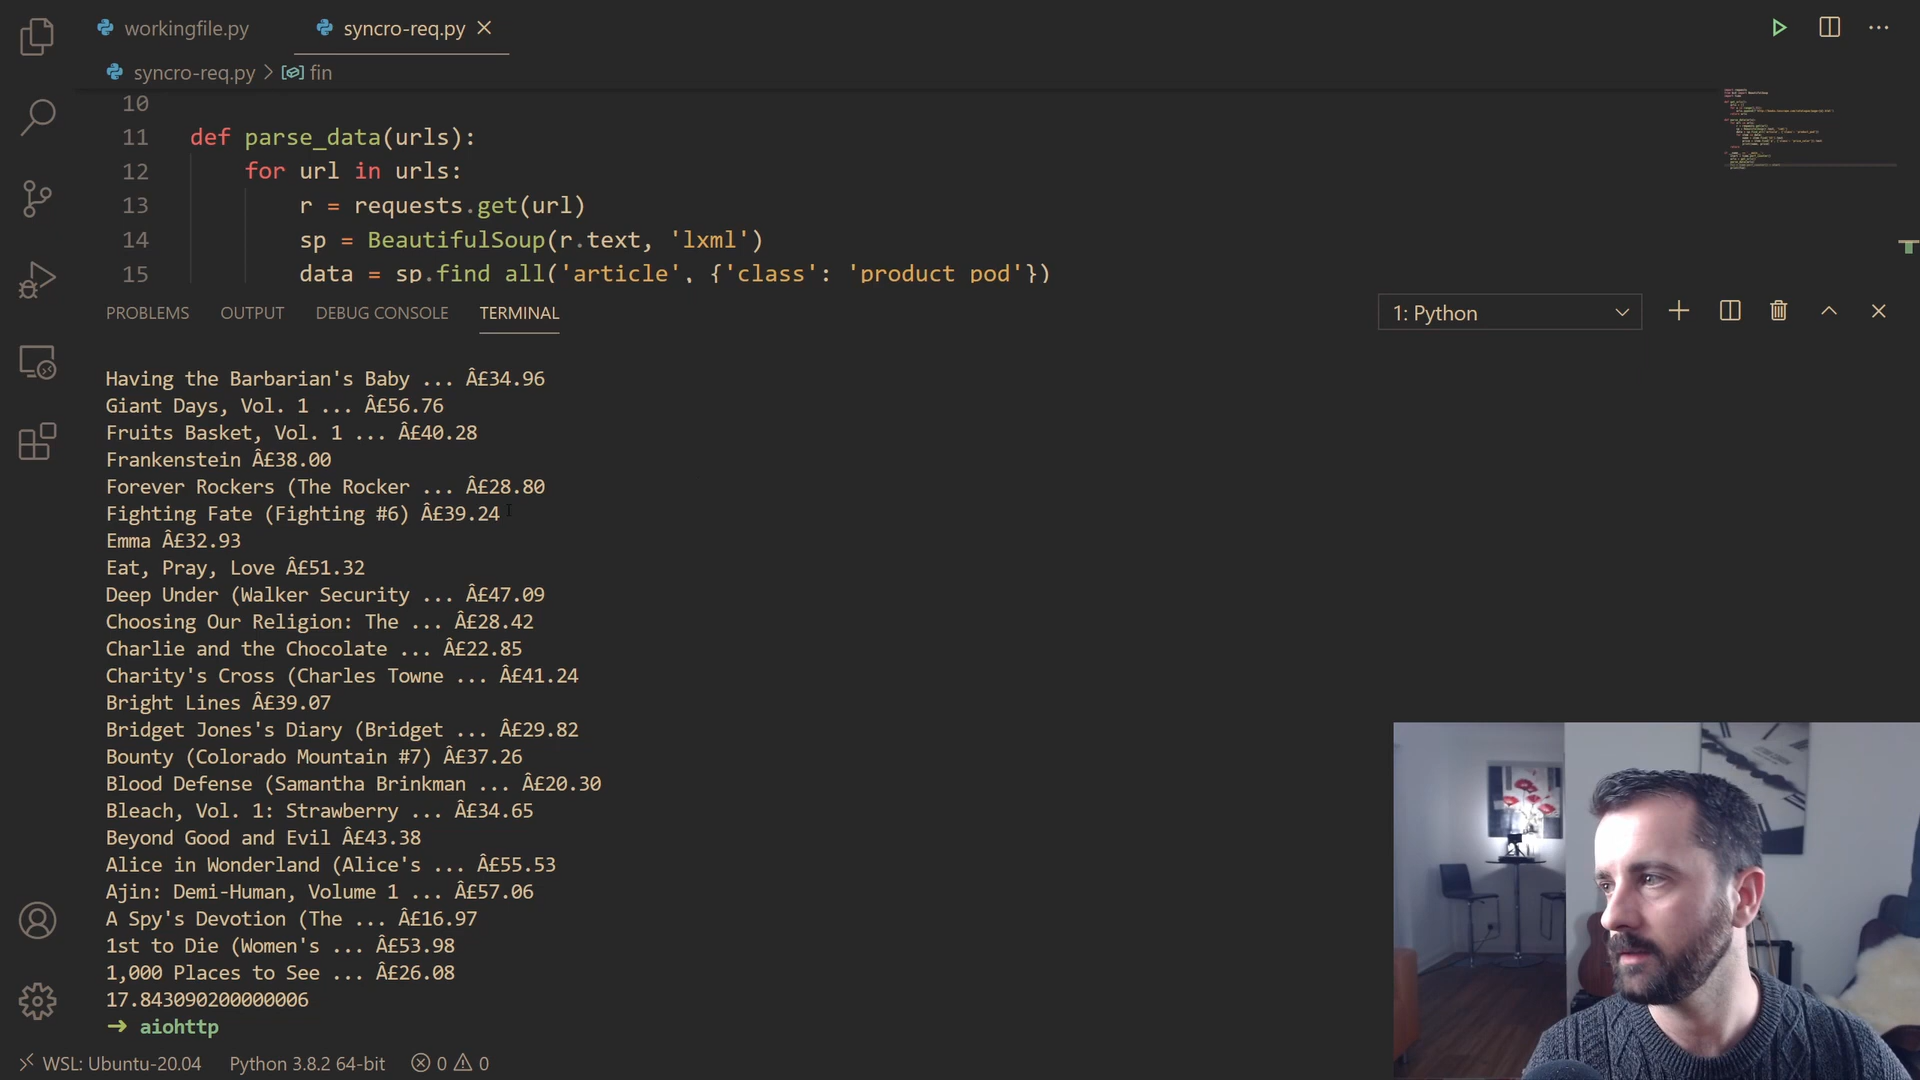 workingfile.py
syncro-req.py
syncro-req.py > fin
10
11 def parse_data(urls):
12 for url in urls:
13 r = requests.get(url)
14 sp = BeautifulSoup(r.text, 'lxml')
15 data = sp.find_all('article', {'class': 'product_pod'})
PROBLEMS OUTPUT DEBUG CONSOLE TERMINAL 1: Python
Having the Barbarian's Baby ... Â£34.96
Giant Days, Vol. 1 ... Â£56.76
Fruits Basket, Vol. 1 ... Â£40.28
Frankenstein Â£38.00
Forever Rockers (The Rocker ... Â£28.80
Fighting Fate (Fighting #6) Â£39.24
Emma Â£32.93
Eat, Pray, Love Â£51.32
Deep Under (Walker Security ... Â£47.09
Choosing Our Religion: The ... Â£28.42
Charlie and the Chocolate ... Â£22.85
Charity's Cross (Charles Towne ... Â£41.24
Bright Lines Â£39.07
Bridget Jones's Diary (Bridget ... Â£29.82
Bounty (Colorado Mountain #7) Â£37.26
Blood Defense (Samantha Brinkman ... Â£20.30
Bleach, Vol. 1: Strawberry ... Â£34.65
Beyond Good and Evil Â£43.38
Alice in Wonderland (Alice's ... Â£55.53
Ajin: Demi-Human, Volume 1 ... Â£57.06
A Spy's Devotion (The ... Â£16.97
1st to Die (Women's ... Â£53.98
1,000 Places to See ... Â£26.08
17.843090200000006
➜ aiohttp
WSL: Ubuntu-20.04 Python 3.8.2 64-bit 0 0